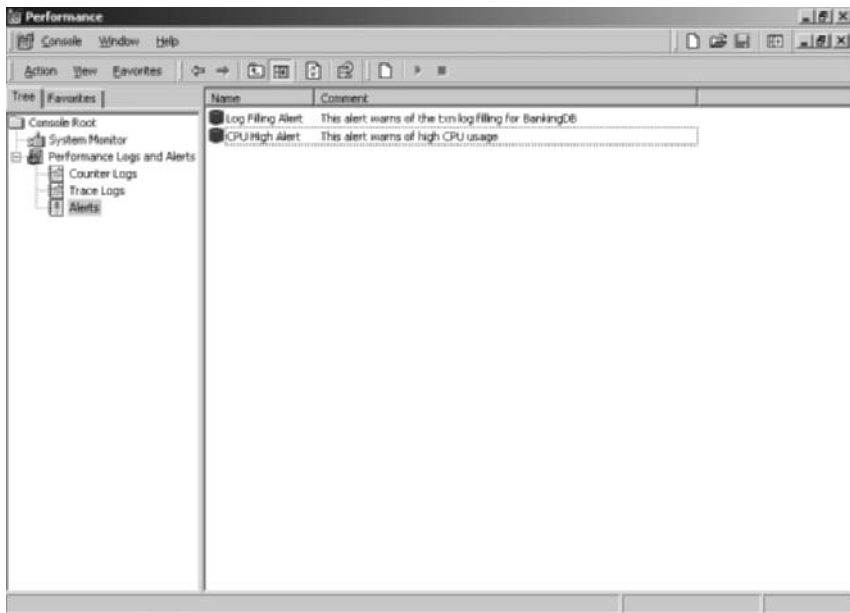 Performance
Console Window Help
Action View Favorites
Tree Favorites
Name Comment
Console Root
System Monitor
Performance Logs and Alerts
Counter Logs
Trace Logs
Alerts
Log Filling Alert This alert warns of the txn log filling for BankingDB
CPU High Alert This alert warns of high CPU usage